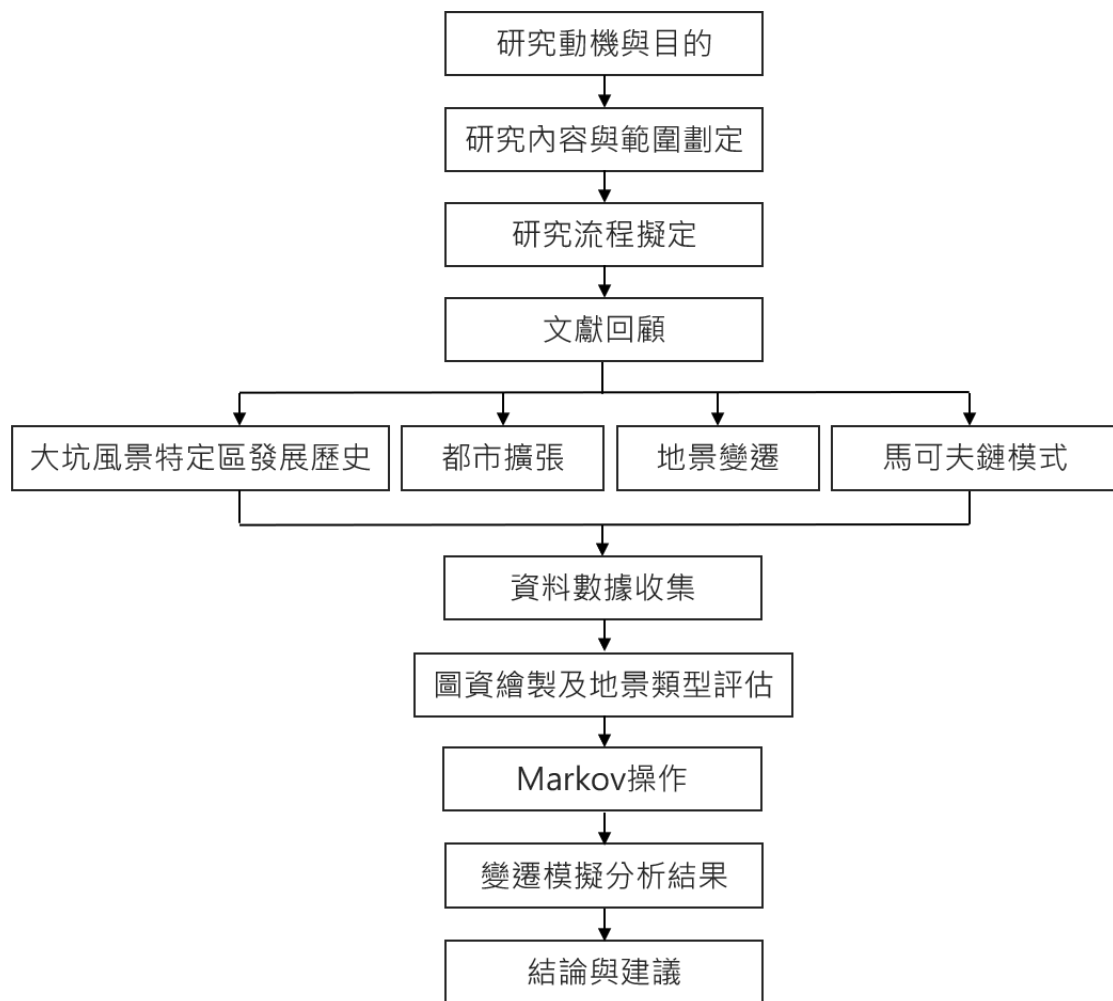 研究動機與目的
研究內容與範圍劃定
研究流程擬定
文獻回顧
大坑風景特定區發展歷史
都市擴張
地景變遷
馬可夫鏈模式
資料數據收集
圖資繪製及地景類型評估
Markov操作
變遷模擬分析結果
結論與建議